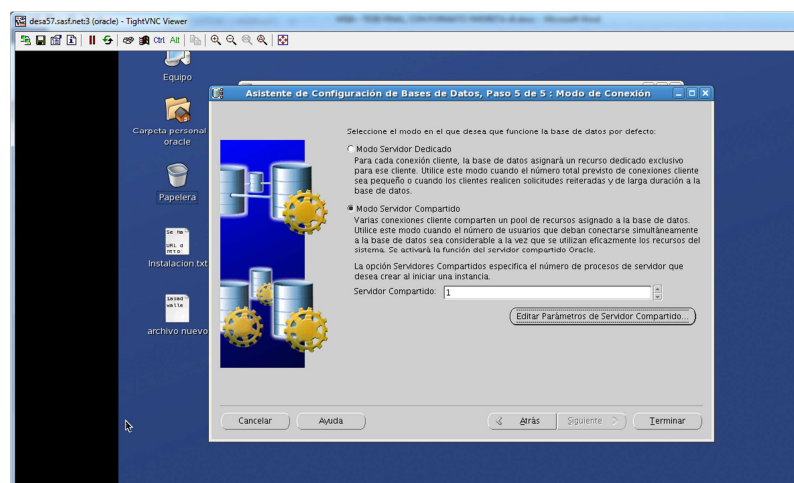 desa57.sasf.net:3 (oracle) - TightVNC Viewer
Ctrl Alt
Equipo
Carpeta personal
oracle
Papelera
Instalacion.txt
archivo nuevo
Asistente de Configuración de Bases de Datos, Paso 5 de 5 : Modo de Conexión
Seleccione el modo en el que desea que funcione la base de datos por defecto:
Modo Servidor Dedicado
Para cada conexión cliente, la base de datos asignará un recurso dedicado exclusivo
para ese cliente. Utilice este modo cuando el número total previsto de conexiones cliente
sea pequeño o cuando los clientes realicen solicitudes reiteradas y de larga duración a la
base de datos.
Modo Servidor Compartido
Varias conexiones cliente comparten un pool de recursos asignado a la base de datos.
Utilice este modo cuando el número de usuarios que deban conectarse simultáneamente
a la base de datos sea considerable a la vez que se utilizan eficazmente los recursos del
sistema. Se activará la función del servidor compartido Oracle.
La opción Servidores Compartidos especifica el número de procesos de servidor que
desea crear al iniciar una instancia.
Servidor Compartido: 1
Editar Parámetros de Servidor Compartido...
Cancelar
Ayuda
Atrás
Siguiente
Terminar